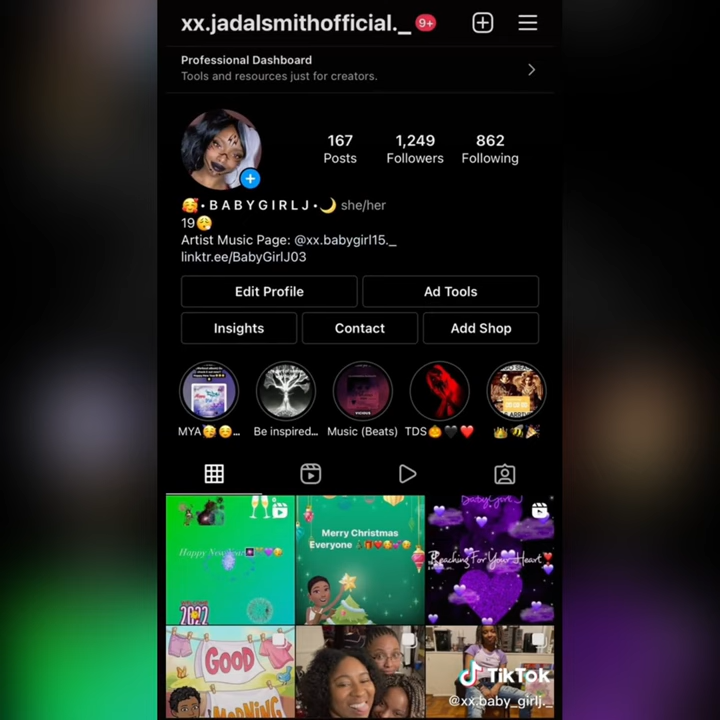 xx.jadalsmithofficial._ 9+
Professional Dashboard
Tools and resources just for creators.
167 1,249 862
Posts Followers Following
🥰•BABYGIRLJ•🌙 she/her
19😮‍💨
Artist Music Page: @xx.babygirl15._
linktr.ee/BabyGirlJ03
Edit Profile Ad Tools
Insights Contact Add Shop
VICIOUS
MYA🥳☺️... Be inspired... Music (Beats) TDS🎃🖤❤️ 👑🐝🎉
BabyGirlJ
Happy New Year
Merry Christmas
Everyone
Reaching For Your Heart
2022
GOOD
MORNING
TikTok
@xx.baby_girlj._